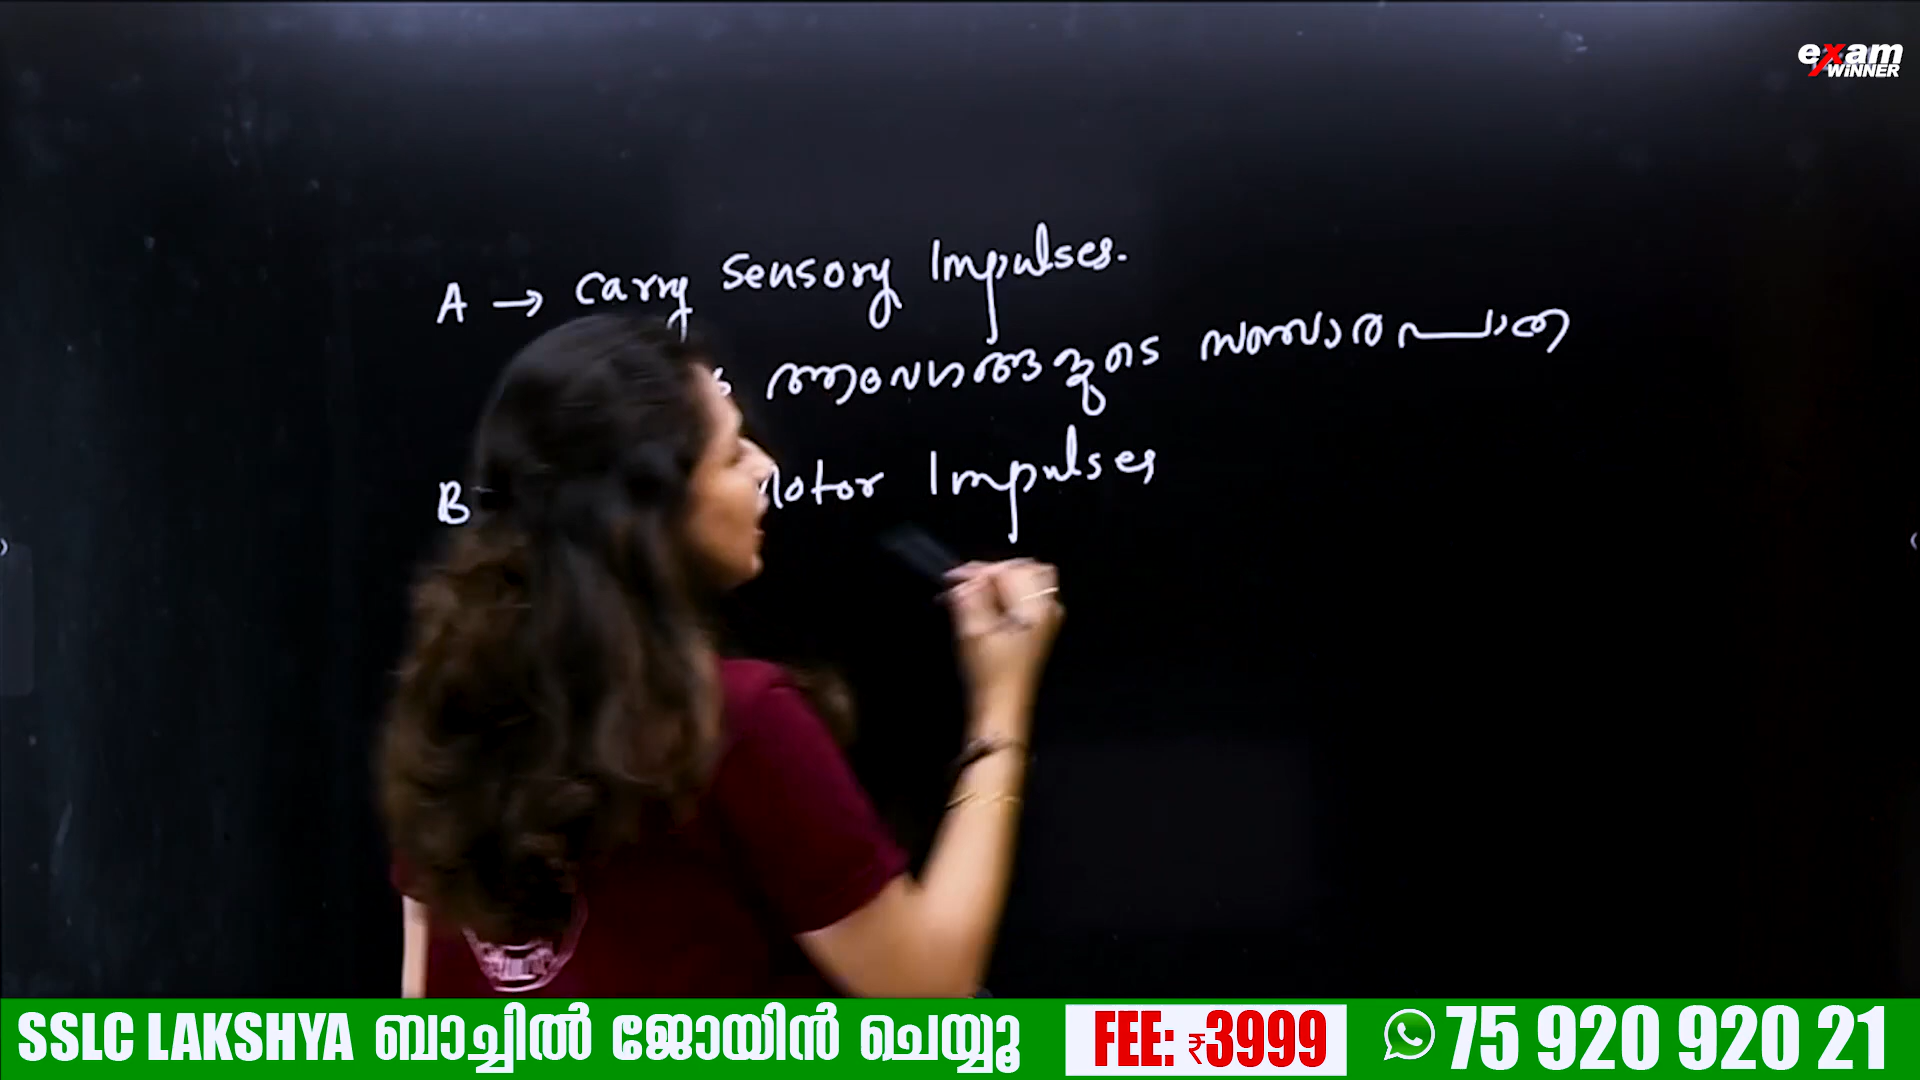 exam
WINNER
A → Carry Sensory Impulses.
ആവേഗങ്ങളുടെ സഞ്ചാരപാത
B Motor Impulses
SSLC LAKSHYA ബാച്ചിൽ ജോയിൻ ചെയ്യൂ FEE: ₹3999 75 920 920 21